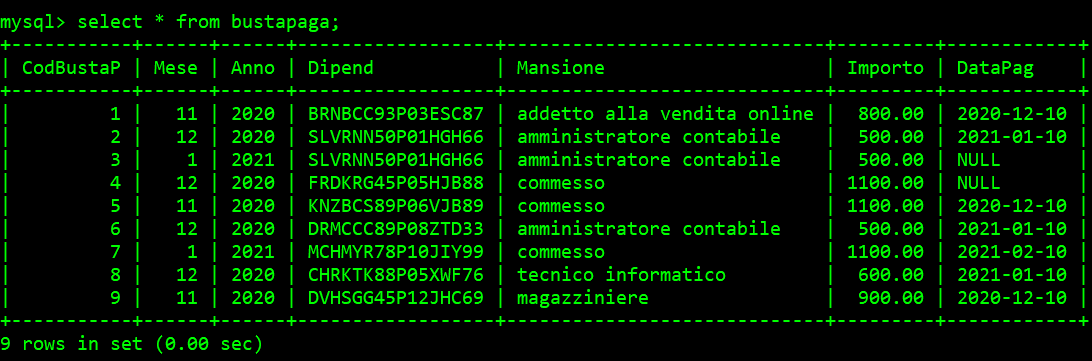 mysql> select * from bustapaga;
+-----------+------+------+------------------+-------------------------------+---------+------------+
| CodBustaP | Mese | Anno | Dipend           | Mansione                      | Importo | DataPag    |
+-----------+------+------+------------------+-------------------------------+---------+------------+
|         1 |   11 | 2020 | BRNBCC93P03ESC87 | addetto alla vendita online | 800.00 | 2020-12-10 |
|         2 |   12 | 2020 | SLVRNN50P01HGH66 | amministratore contabile    | 500.00 | 2021-01-10 |
|         3 |    1 | 2021 | SLVRNN50P01HGH66 | amministratore contabile    | 500.00 | NULL       |
|         4 |   12 | 2020 | FRDKRG45P05HJB88 | commesso                    | 1100.00 | NULL       |
|         5 |   11 | 2020 | KNZBCS89P06VJB89 | commesso                    | 1100.00 | 2020-12-10 |
|         6 |   12 | 2020 | DRMCCC89P08ZTD33 | amministratore contabile    | 500.00 | 2021-01-10 |
|         7 |    1 | 2021 | MCHMYR78P10JIY99 | commesso                    | 1100.00 | 2021-02-10 |
|         8 |   12 | 2020 | CHRKTK88P05XWF76 | tecnico informatico         | 600.00 | 2021-01-10 |
|         9 |   11 | 2020 | DVHSGG45P12JHC69 | magazziniere                | 900.00 | 2020-12-10 |
+-----------+------+------+------------------+-------------------------------+---------+------------+
9 rows in set (0.00 sec)